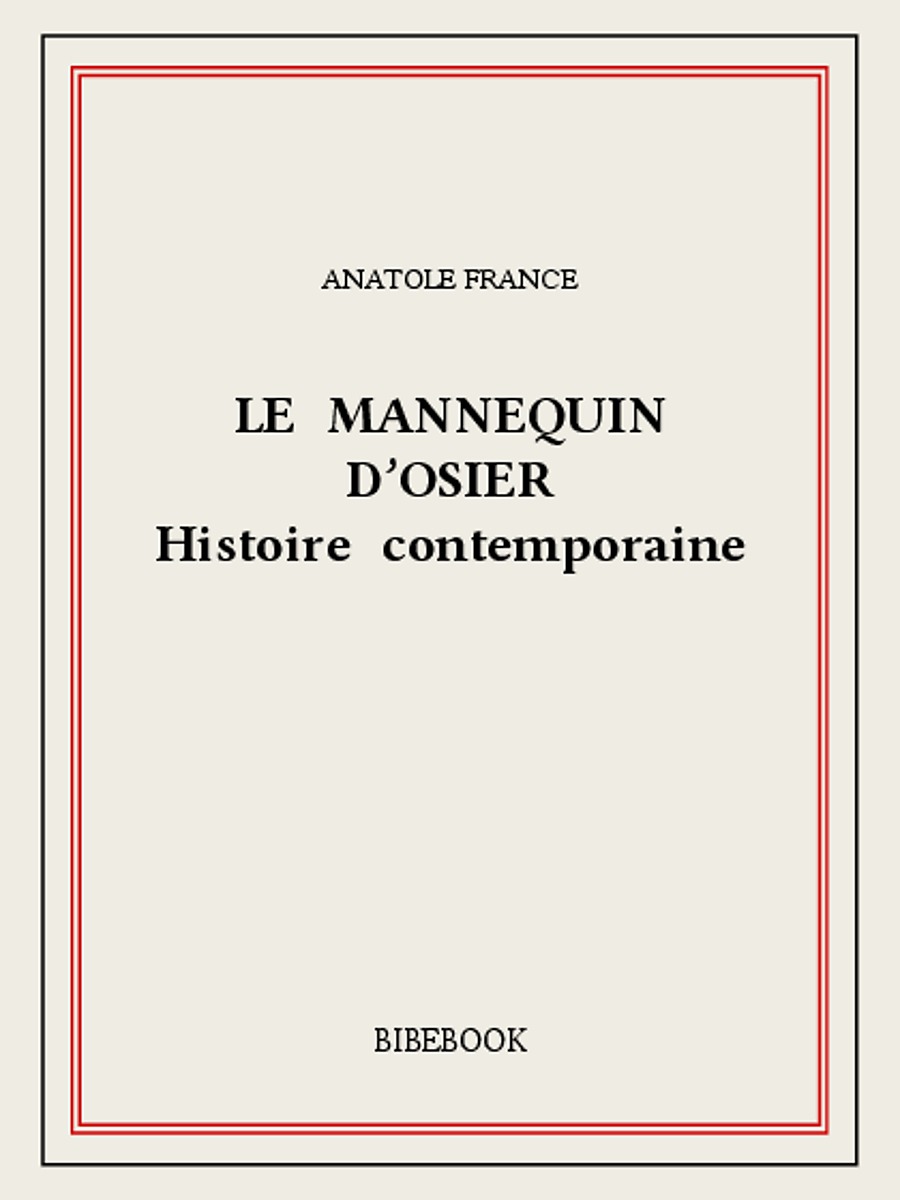 ANATOLE FRANCE
LE MANNEQUIN
D’OSIER
Histoire contemporaine
BIBEBOOK